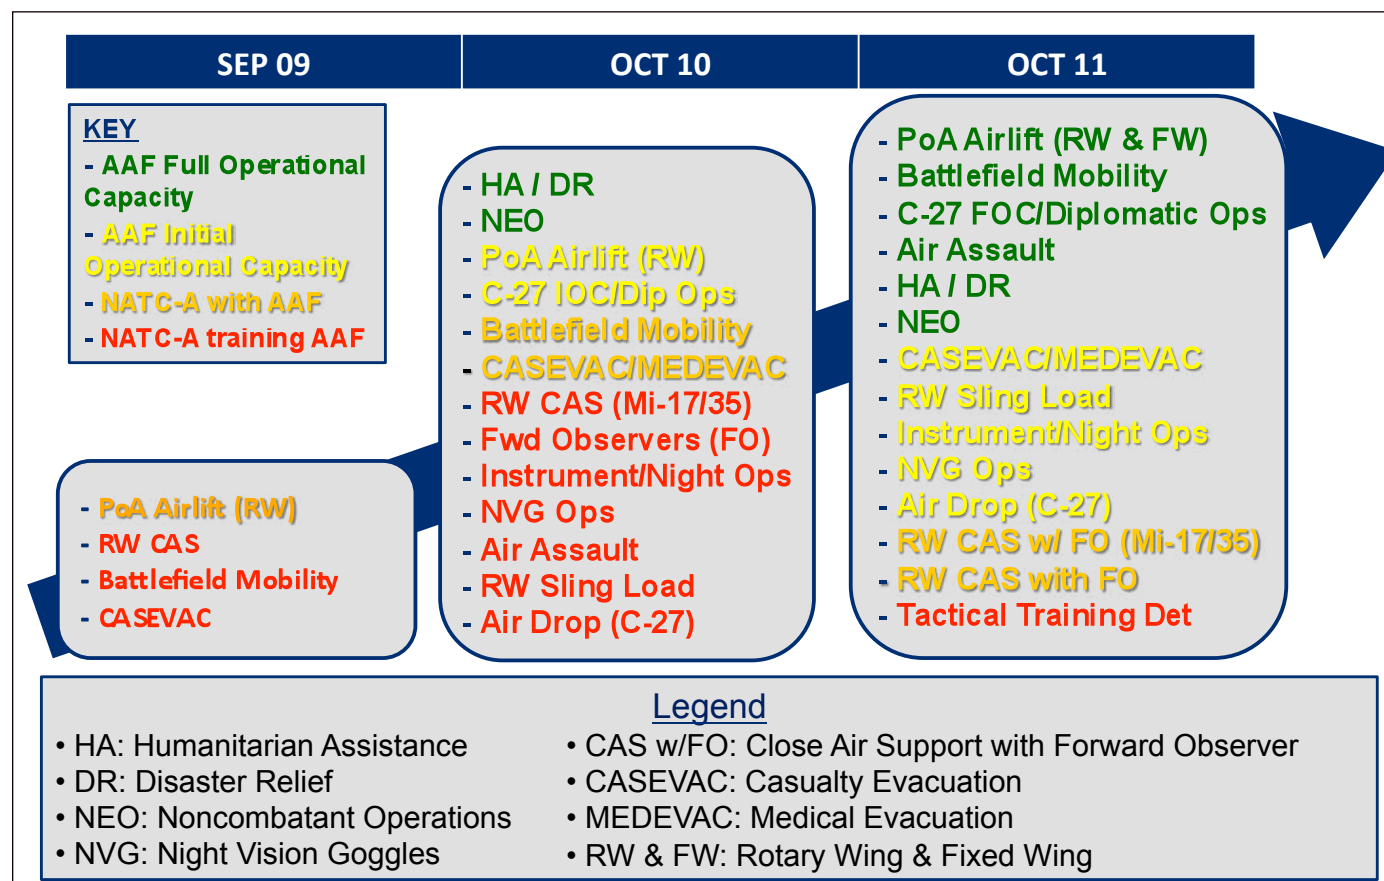 SEP 09
OCT 10
OCT 11
KEY
- AAF Full Operational
Capacity
- AAF Initial
Operational Capacity
- NATC-A with AAF
- NATC-A training AAF
- PoA Airlift (RW)
- RW CAS
- Battlefield Mobility
- CASEVAC
- HA / DR
- NEO
- PoA Airlift (RW)
- C-27 IOC/Dip Ops
- Battlefield Mobility
- CASEVAC/MEDEVAC
- RW CAS (Mi-17/35)
- Fwd Observers (FO)
- Instrument/Night Ops
- NVG Ops
- Air Assault
- RW Sling Load
- Air Drop (C-27)
- PoA Airlift (RW & FW)
- Battlefield Mobility
- C-27 FOC/Diplomatic Ops
- Air Assault
- HA / DR
- NEO
- CASEVAC/MEDEVAC
- RW Sling Load
- Instrument/Night Ops
- NVG Ops
- Air Drop (C-27)
- RW CAS w/ FO (Mi-17/35)
- RW CAS with FO
- Tactical Training Det
Legend
• HA: Humanitarian Assistance
• DR: Disaster Relief
• NEO: Noncombatant Operations
• NVG: Night Vision Goggles
• CAS w/FO: Close Air Support with Forward Observer
• CASEVAC: Casualty Evacuation
• MEDEVAC: Medical Evacuation
• RW & FW: Rotary Wing & Fixed Wing